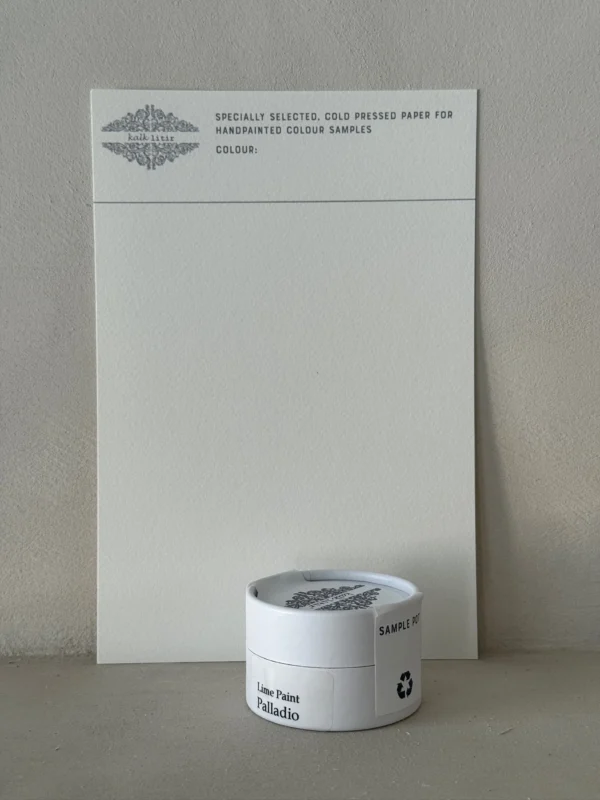 SPECIALLY SELECTED, COLD PRESSED PAPER FOR
HANDPAINTED COLOUR SAMPLES
kalk litir
COLOUR:
SAMPLE POT
Lime Paint
Palladio